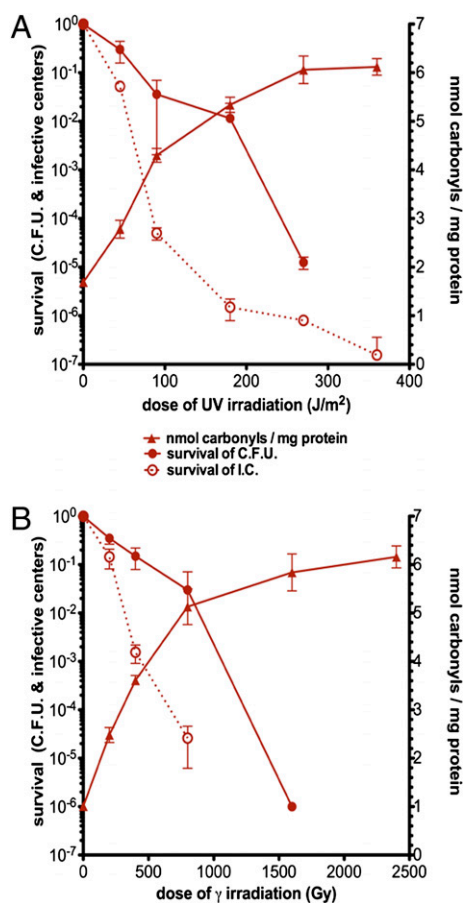 A
10⁰
10⁻¹
10⁻²
10⁻³
10⁻⁴
10⁻⁵
10⁻⁶
10⁻⁷
survival (C.F.U. & infective centers)
7
6
5
4
3
2
1
0
nmol carbonyls / mg protein
0 100 200 300 400
dose of UV irradiation (J/m²)
nmol carbonyls / mg protein
survival of C.F.U.
survival of I.C.
B
10⁰
10⁻¹
10⁻²
10⁻³
10⁻⁴
10⁻⁵
10⁻⁶
10⁻⁷
survival (C.F.U. & infective centers)
7
6
5
4
3
2
1
0
nmol carbonyls / mg protein
0 500 1000 1500 2000 2500
dose of γ irradiation (Gy)